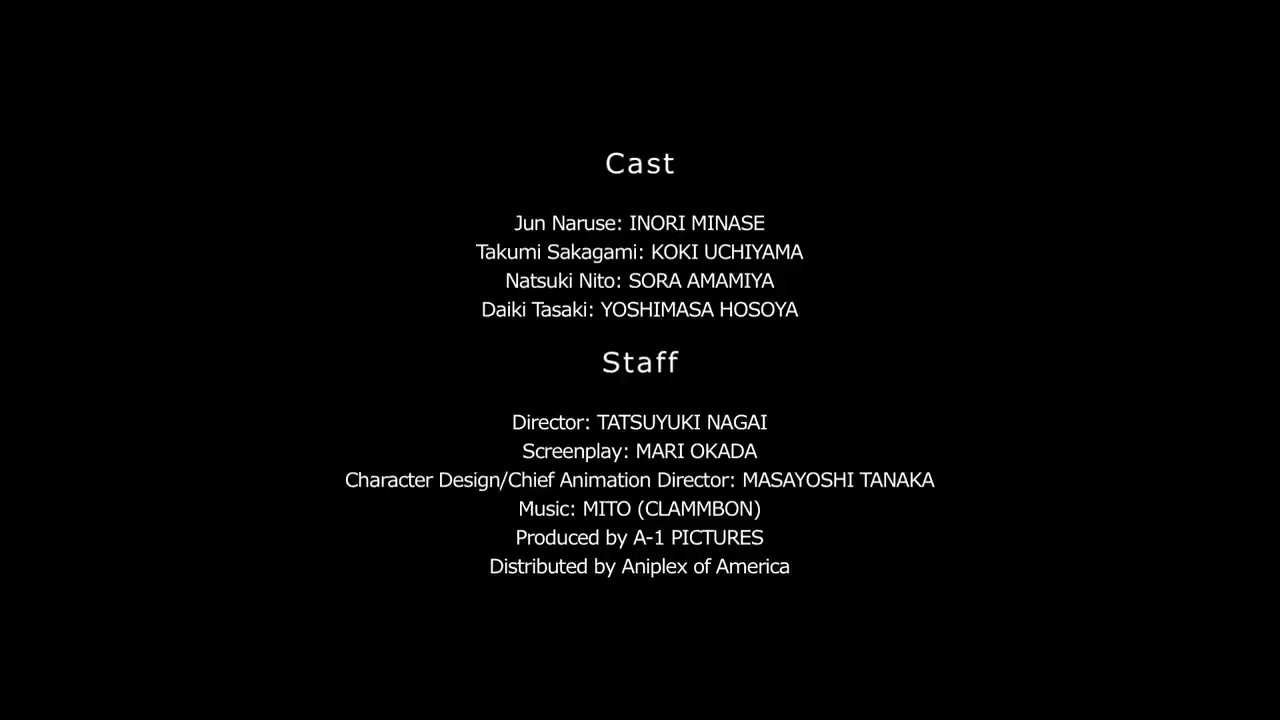 Cast
Jun Naruse: INORI MINASE
Takumi Sakagami: KOKI UCHIYAMA
Natsuki Nito: SORA AMAMIYA
Daiki Tasaki: YOSHIMASA HOSOYA
Staff
Director: TATSUYUKI NAGAI
Screenplay: MARI OKADA
Character Design/Chief Animation Director: MASAYOSHI TANAKA
Music: MITO (CLAMMBON)
Produced by A-1 PICTURES
Distributed by Aniplex of America